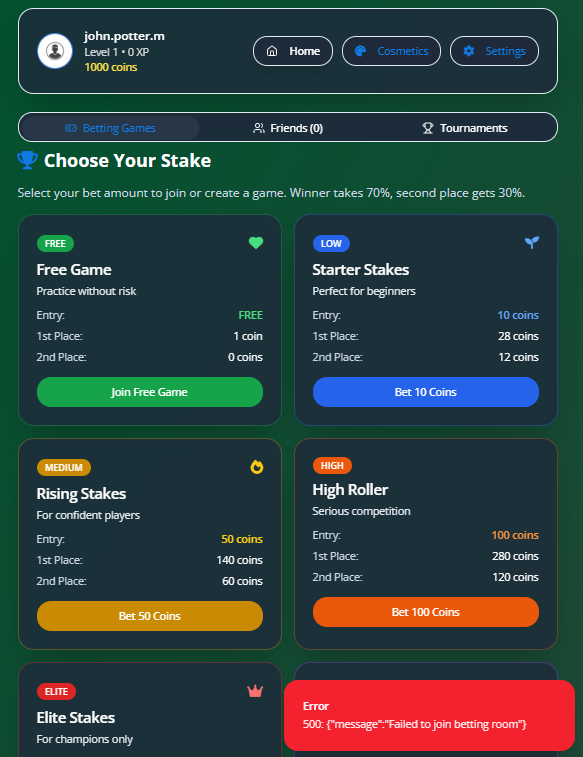 john.potter.m
Level 1 • 0 XP
1000 coins
Home
Cosmetics
Settings
Betting Games
Friends (0)
Tournaments
Choose Your Stake
Select your bet amount to join or create a game. Winner takes 70%, second place gets 30%.
FREE
Free Game
Practice without risk
Entry: FREE
1st Place: 1 coin
2nd Place: 0 coins
Join Free Game
LOW
Starter Stakes
Perfect for beginners
Entry: 10 coins
1st Place: 28 coins
2nd Place: 12 coins
Bet 10 Coins
MEDIUM
Rising Stakes
For confident players
Entry: 50 coins
1st Place: 140 coins
2nd Place: 60 coins
Bet 50 Coins
HIGH
High Roller
Serious competition
Entry: 100 coins
1st Place: 280 coins
2nd Place: 120 coins
Bet 100 Coins
ELITE
Elite Stakes
For champions only
Error
500: {"message":"Failed to join betting room"}